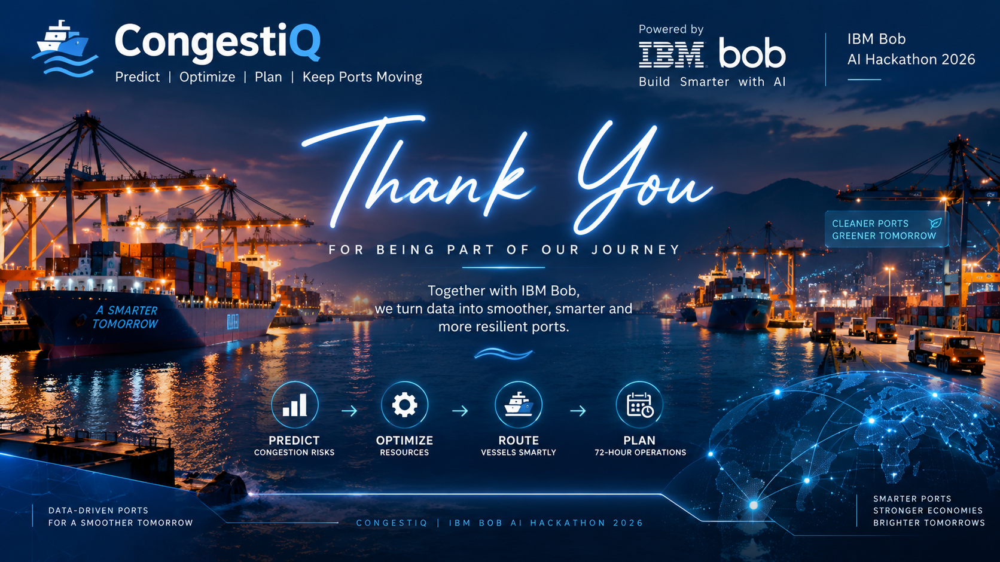 CongestiQ
Predict | Optimize | Plan | Keep Ports Moving
Powered by
IBM bob
Build Smarter with AI
IBM Bob
AI Hackathon 2026
Thank You
FOR BEING PART OF OUR JOURNEY
CLEANER PORTS
GREENER TOMORROW
Together with IBM Bob,
we turn data into smoother, smarter and
more resilient ports.
A SMARTER
TOMORROW
PREDICT
CONGESTION RISKS
OPTIMIZE
RESOURCES
ROUTE
VESSELS SMARTLY
PLAN
72-HOUR OPERATIONS
DATA-DRIVEN PORTS
FOR A SMOOTHER TOMORROW
CONGESTIQ | IBM BOB AI HACKATHON 2026
SMARTER PORTS
STRONGER ECONOMIES
BRIGHTER TOMORROWS